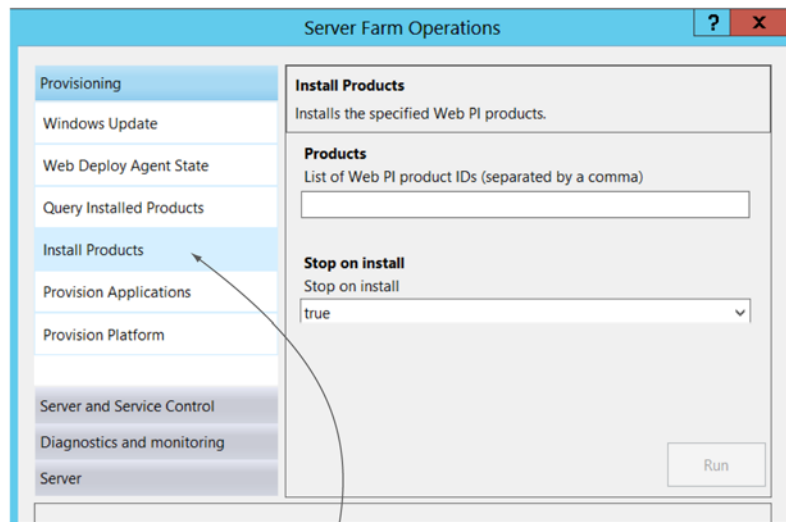 Server Farm Operations
? x
Provisioning
Windows Update
Web Deploy Agent State
Query Installed Products
Install Products
Provision Applications
Provision Platform
Server and Service Control
Diagnostics and monitoring
Server
Install Products
Installs the specified Web PI products.
Products
List of Web PI product IDs (separated by a comma)
Stop on install
Stop on install
true
Run